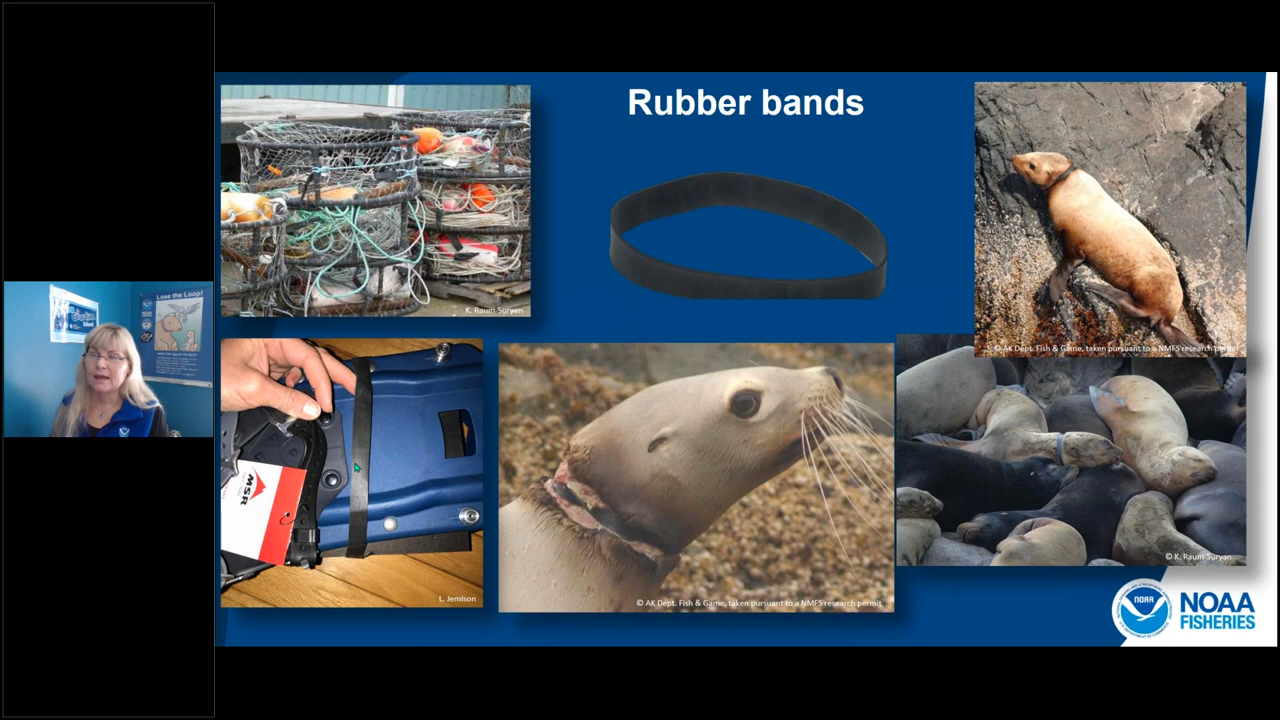 Rubber bands
K. Raum Suryan
© AK Dept. Fish & Game, taken pursuant to a NMFS research permit
Lose the Loop!
MSR
L. Jemison
© AK Dept. Fish & Game, taken pursuant to a NMFS research permit
© K. Raum-Suryan
NOAA
NOAA
FISHERIES